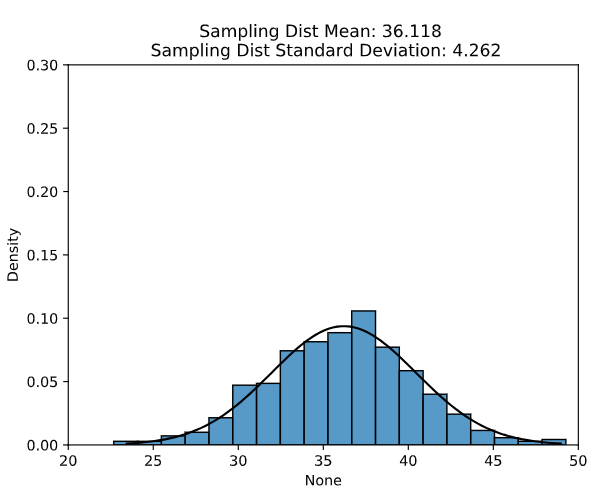 Sampling Dist Mean: 36.118
Sampling Dist Standard Deviation: 4.262
0.30
0.25
0.20
0.15
0.10
0.05
0.00
Density
20 25 30 35 40 45 50
None